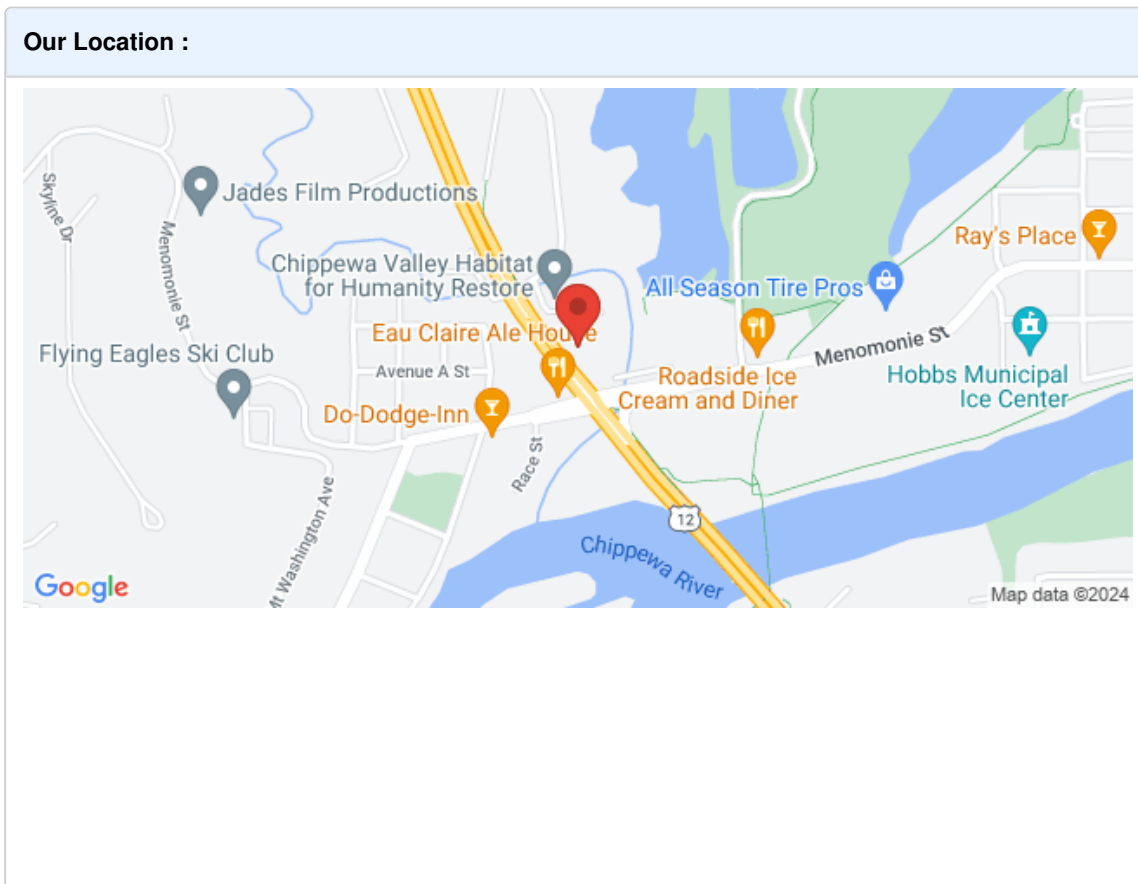 Our Location :
Skyline Dr
Jades Film Productions
Menomonie St
Chippewa Valley Habitat
for Humanity Restore
Ray's Place
All Season Tire Pros
Eau Claire Ale House
Flying Eagles Ski Club
Avenue A St
Menomonie St
Roadside Ice
Cream and Diner
Hobbs Municipal
Ice Center
Do-Dodge-Inn
Race St
Mt Washington Ave
12
Chippewa River
Google
Map data ©2024